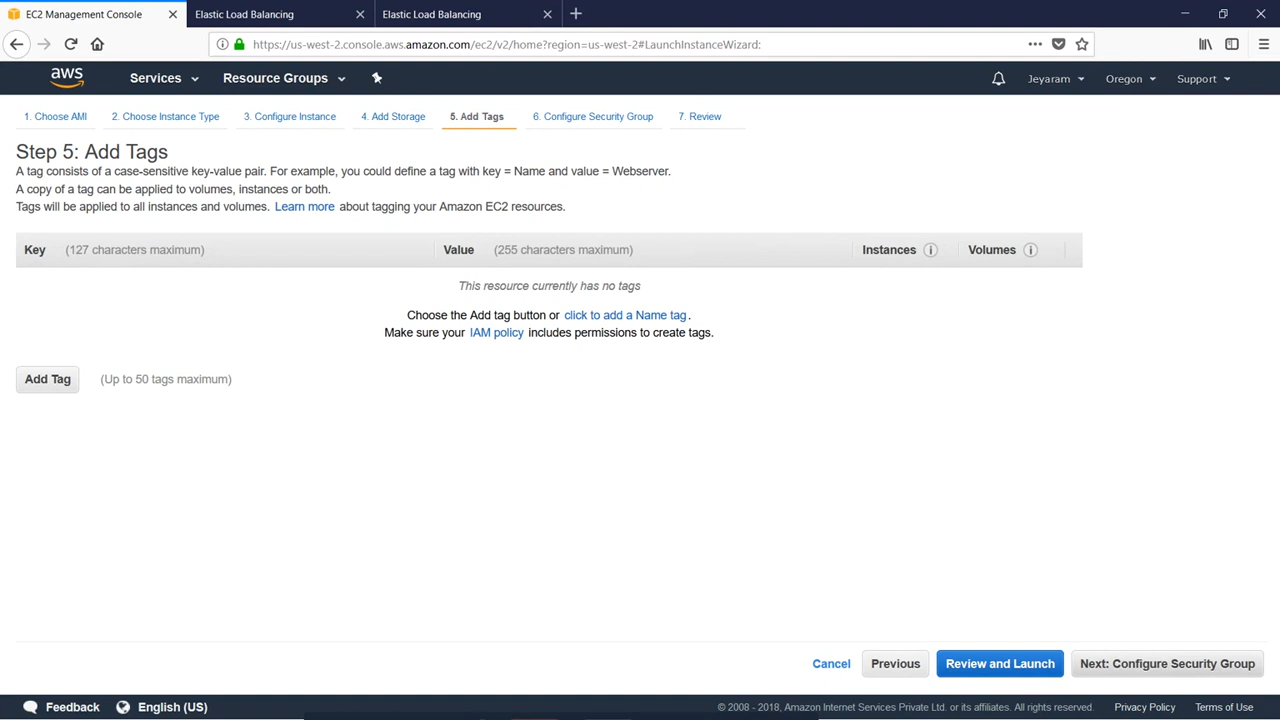 EC2 Management Console
Elastic Load Balancing
Elastic Load Balancing
https://us-west-2.console.aws.amazon.com/ec2/v2/home?region=us-west-2#LaunchInstanceWizard:
aws
Services
Resource Groups
Jeyaram
Oregon
Support
1. Choose AMI
2. Choose Instance Type
3. Configure Instance
4. Add Storage
5. Add Tags
6. Configure Security Group
7. Review
Step 5: Add Tags
A tag consists of a case-sensitive key-value pair. For example, you could define a tag with key = Name and value = Webserver.
A copy of a tag can be applied to volumes, instances or both.
Tags will be applied to all instances and volumes. Learn more about tagging your Amazon EC2 resources.
Key (127 characters maximum)
Value (255 characters maximum)
Instances
Volumes
This resource currently has no tags
Choose the Add tag button or click to add a Name tag.
Make sure your IAM policy includes permissions to create tags.
Add Tag (Up to 50 tags maximum)
Cancel
Previous
Review and Launch
Next: Configure Security Group
Feedback
English (US)
© 2008 - 2018, Amazon Internet Services Private Ltd. or its affiliates. All rights reserved.
Privacy Policy
Terms of Use